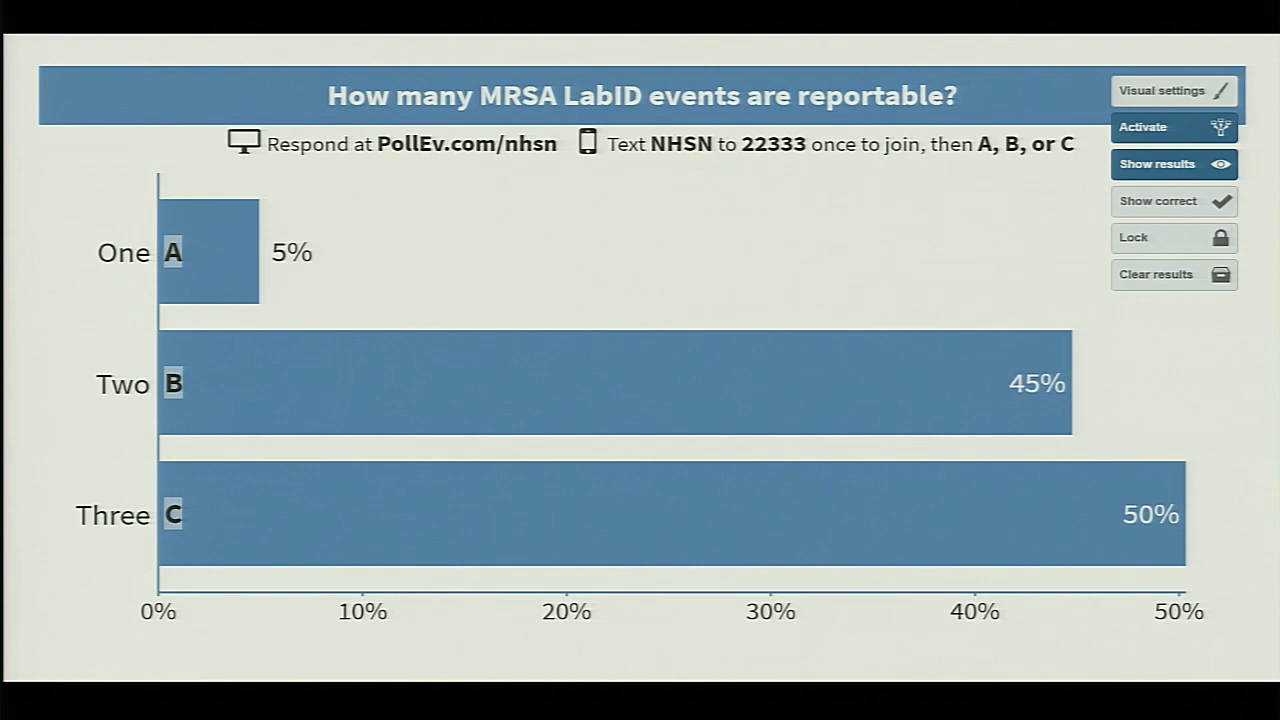 How many MRSA LabID events are reportable?
Respond at PollEv.com/nhsn Text NHSN to 22333 once to join, then A, B, or C
Visual settings
Activate
Show results
Show correct
Lock
Clear results
One A 5%
Two B 45%
Three C 50%
0% 10% 20% 30% 40% 50%